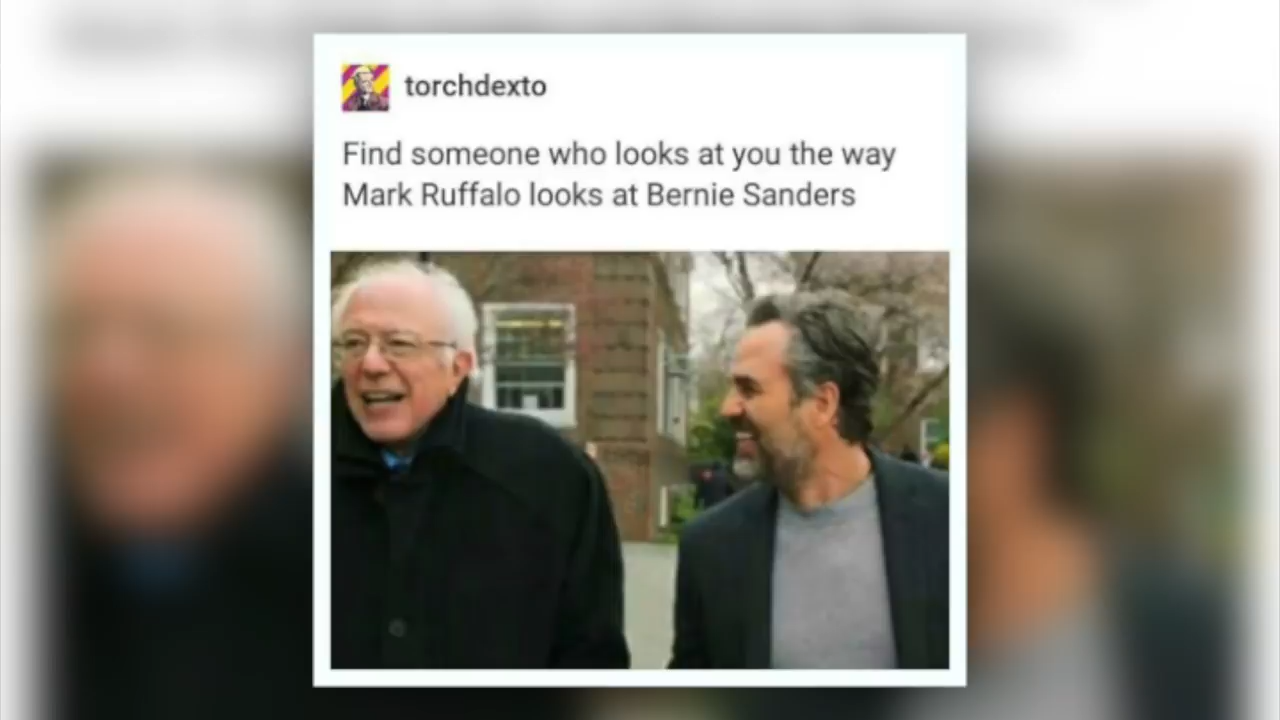 torchdexto
Find someone who looks at you the way
Mark Ruffalo looks at Bernie Sanders